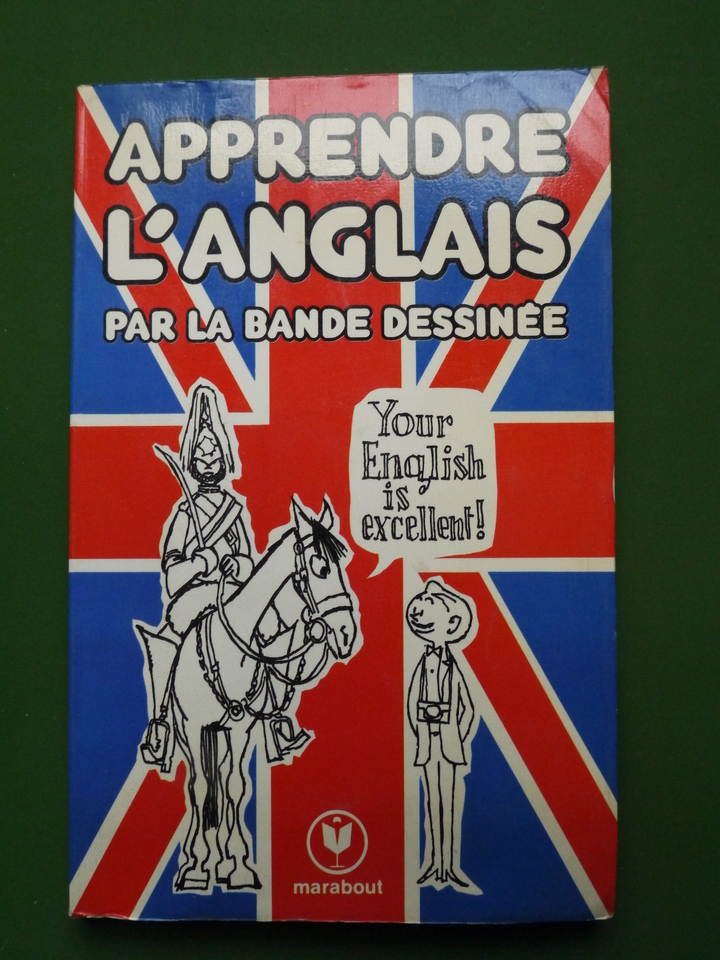 APPRENDRE
L'ANGLAIS
PAR LA BANDE DESSINÉE
Your
English
is
excellent!
marabout